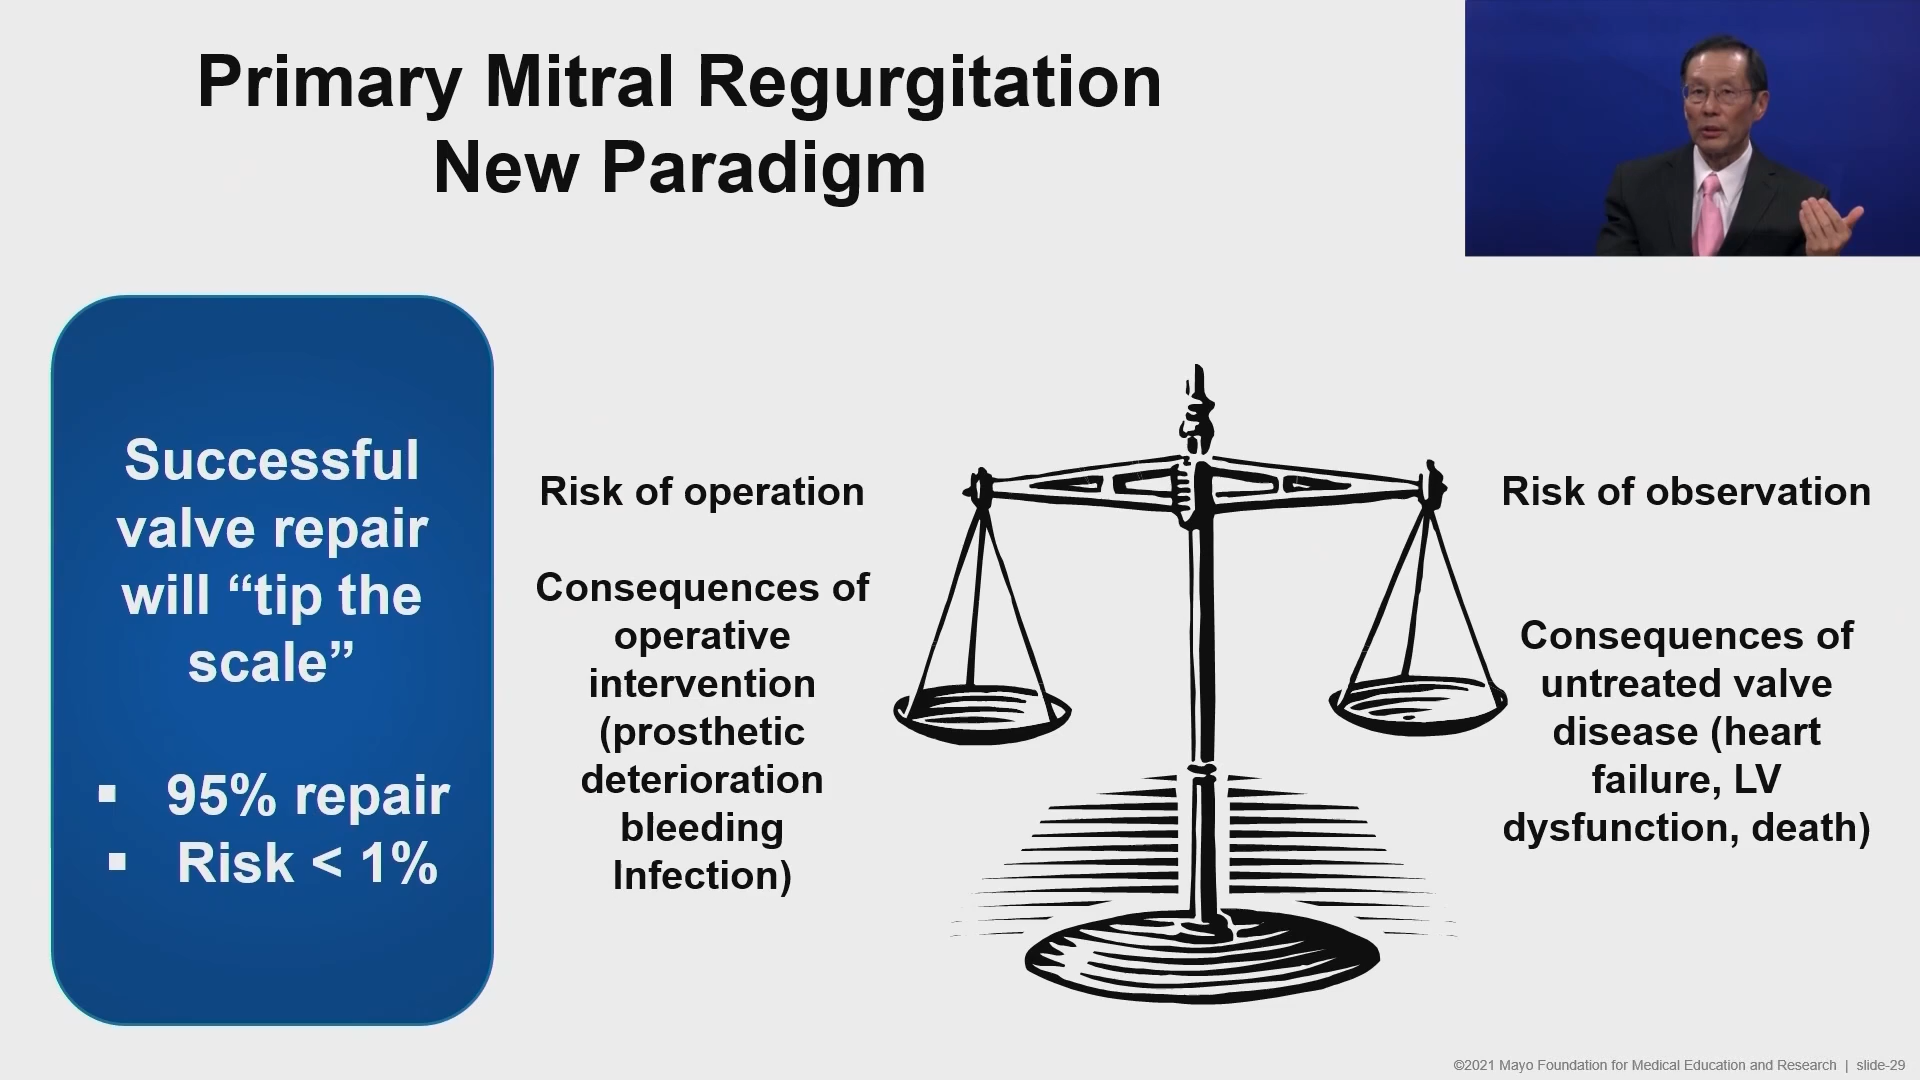 Primary Mitral Regurgitation
New Paradigm
Successful
valve repair
will “tip the
scale”
▪ 95% repair
▪ Risk < 1%
Risk of operation
Consequences of
operative
intervention
(prosthetic
deterioration
bleeding
Infection)
Risk of observation
Consequences of
untreated valve
disease (heart
failure, LV
dysfunction, death)
©2021 Mayo Foundation for Medical Education and Research | slide-29